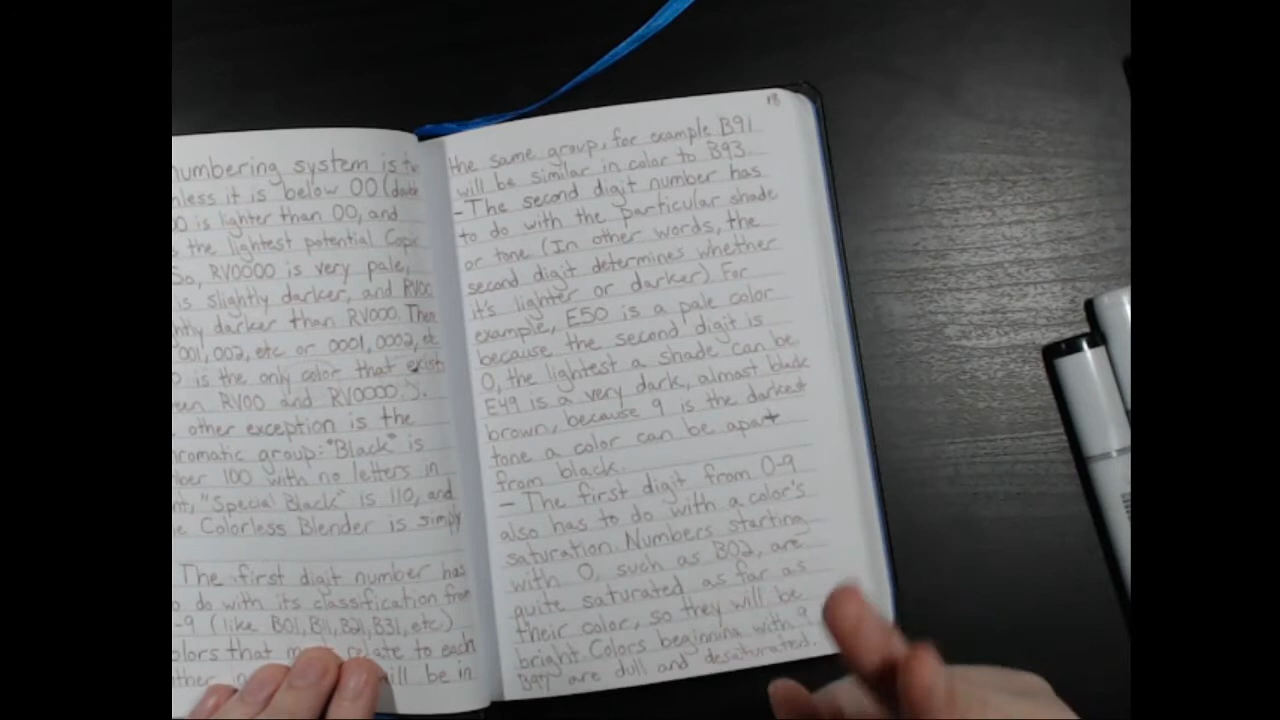 numbering system is
nless it is below 00
0 is lighter than 00, and
the lightest potential
So, RV0000 is very pale,
is slightly darker, and RV00
htly darker than RV000. Then
001, 002, etc or 0001, 0002, etc
is the only color that exists
een RV00 and RV0000.).
other exception is the
hromatic group: "Black" is
ber 100 with no letters in
nt, "Special Black" is 110, and
e Colorless Blender is simply
The first digit number has
o do with its classification from
-9 (like B01, B11, B21, B31, etc.)
olors that relate to each
ther in will be in
18
the same group, for example B91
will be similar in color to B93.
- The second digit number has
to do with the particular shade
or tone (In other words, the
second digit determines whether
it's lighter or darker) For
example, E50 is a pale color
because the second digit is
0, the lightest a shade can be
E49 is a very dark, almost black
brown, because 9 is the darkest
tone a color can be apart
from black.
- The first digit from 0-9
also has to do with a color's
saturation. Numbers starting
with 0, such as B02, are
quite saturated as far as
their color, so they will be
bright. Colors beginning with 9
B97 are dull and desaturated.